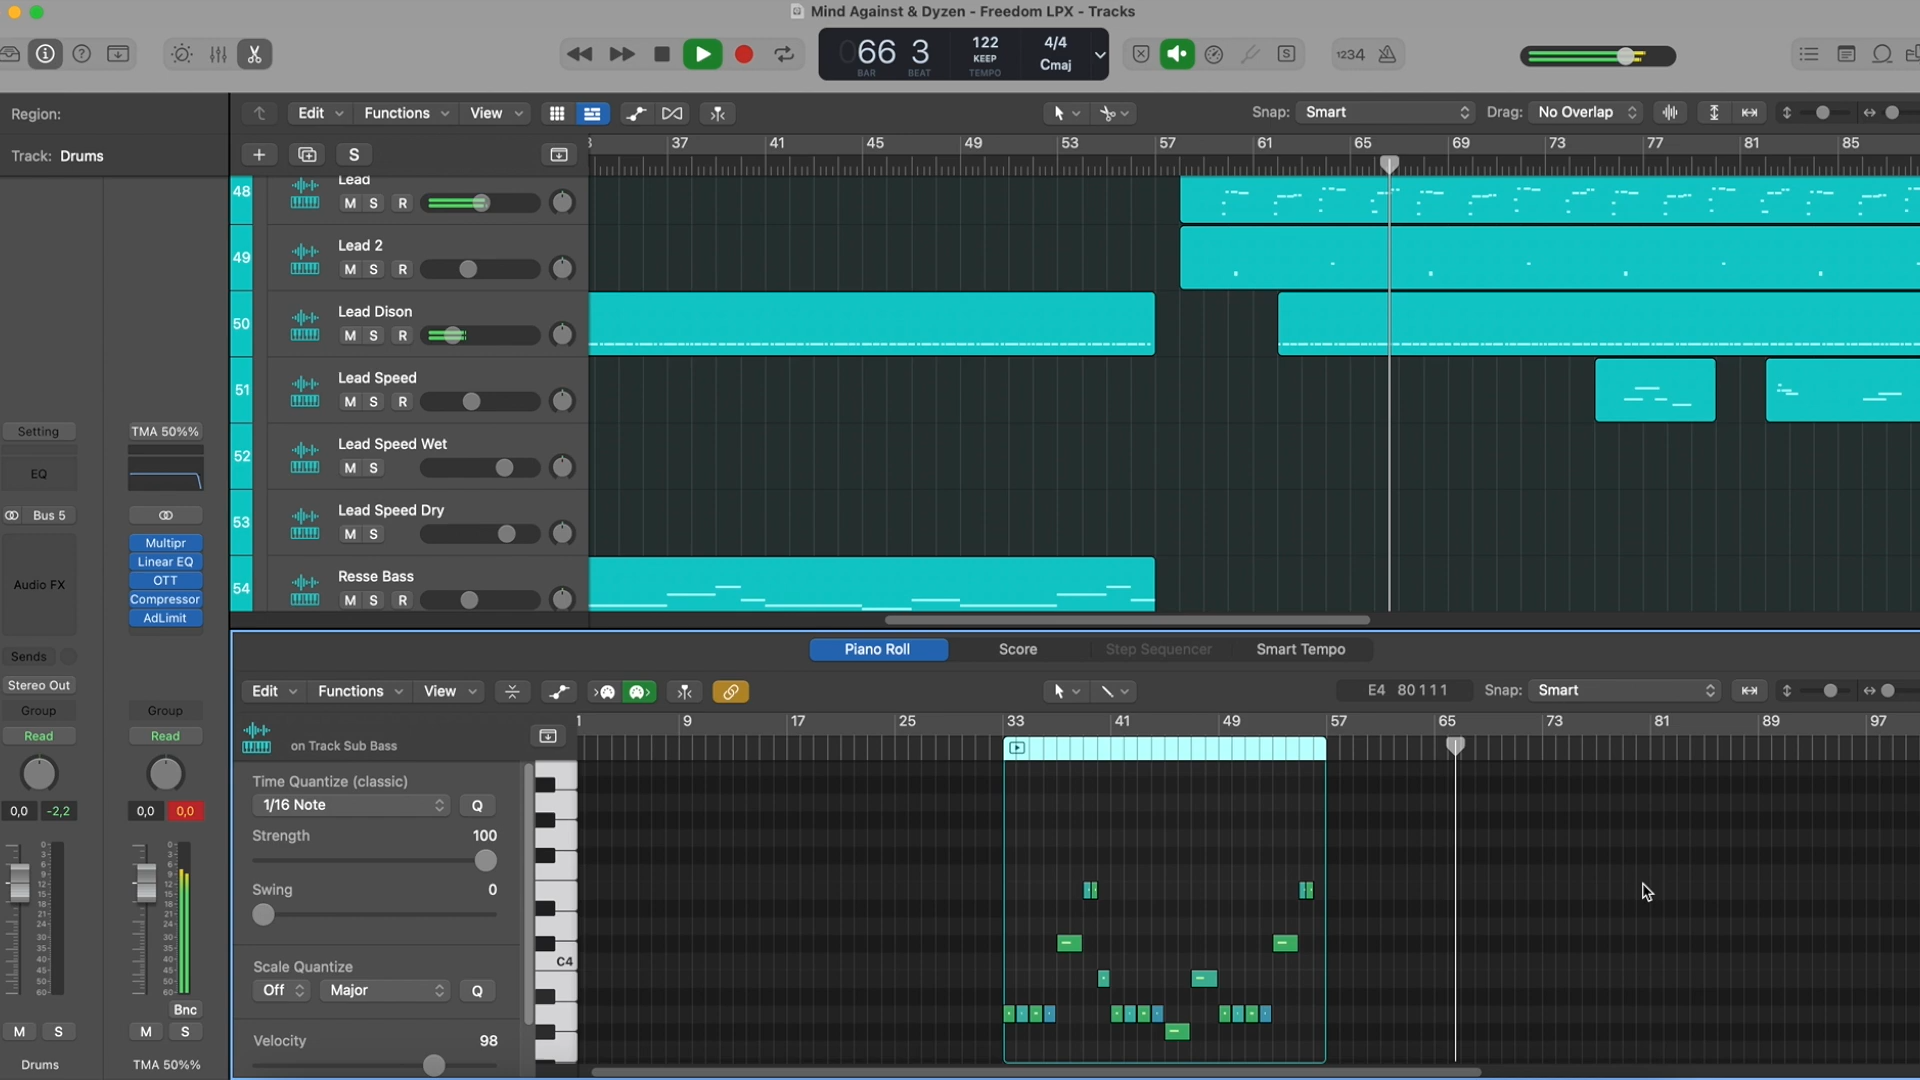 Mind Against & Dyzen - Freedom LPX - Tracks
66 3
BAR BEAT
122
KEEP
TEMPO
4/4
Cmaj
1234
S
Region:
Track: Drums
Edit Functions View
Snap: Smart
Drag: No Overlap
S
37 41 45 49 53 57 61 65 69 73 77 81 85
48 Lead
M S R
49 Lead 2
M S R
50 Lead Dison
M S R
51 Lead Speed
M S R
52 Lead Speed Wet
M S
53 Lead Speed Dry
M S
54 Resse Bass
M S R
Setting TMA 50%%
EQ
Bus 5
Multipr
Linear EQ
Audio FX OTT
Compressor
AdLimit
Sends
Stereo Out
Group Group
Read Read
0,0 -2,2 0,0 0,0
Bnc
M S M S
Drums TMA 50%%
Piano Roll Score Step Sequencer Smart Tempo
Edit Functions View
E4 80 1 1 1
Snap: Smart
1 9 17 25 33 41 49 57 65 73 81 89 97
on Track Sub Bass
Time Quantize (classic)
1/16 Note Q
Strength 100
Swing 0
C4
Scale Quantize
Off Major Q
Velocity 98